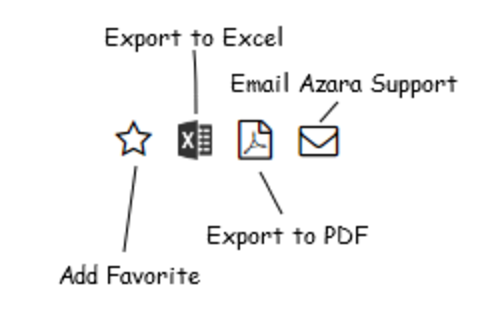 Export to Excel
Email Azara Support
X
Export to PDF
Add Favorite